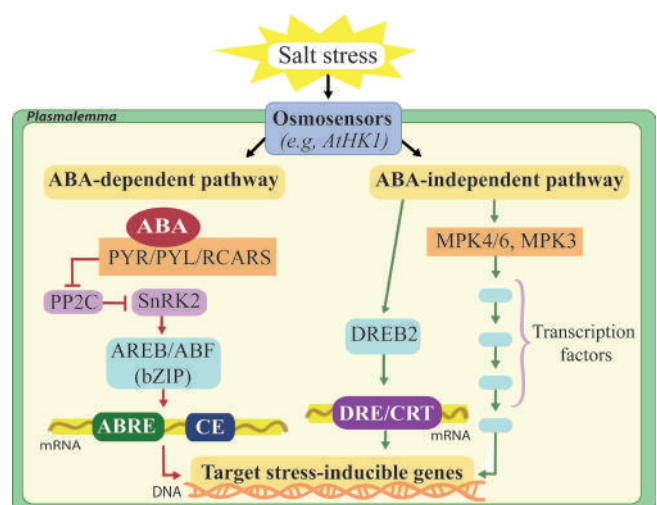 Salt stress
Plasmalemma
Osmosensors
(e.g, AtHK1)
ABA-dependent pathway
ABA-independent pathway
ABA
PYR/PYL/RCARS
PP2C
SnRK2
AREB/ABF
(bZIP)
mRNA
ABRE
CE
MPK4/6, MPK3
DREB2
Transcription
factors
DRE/CRT
mRNA
Target stress-inducible genes
DNA